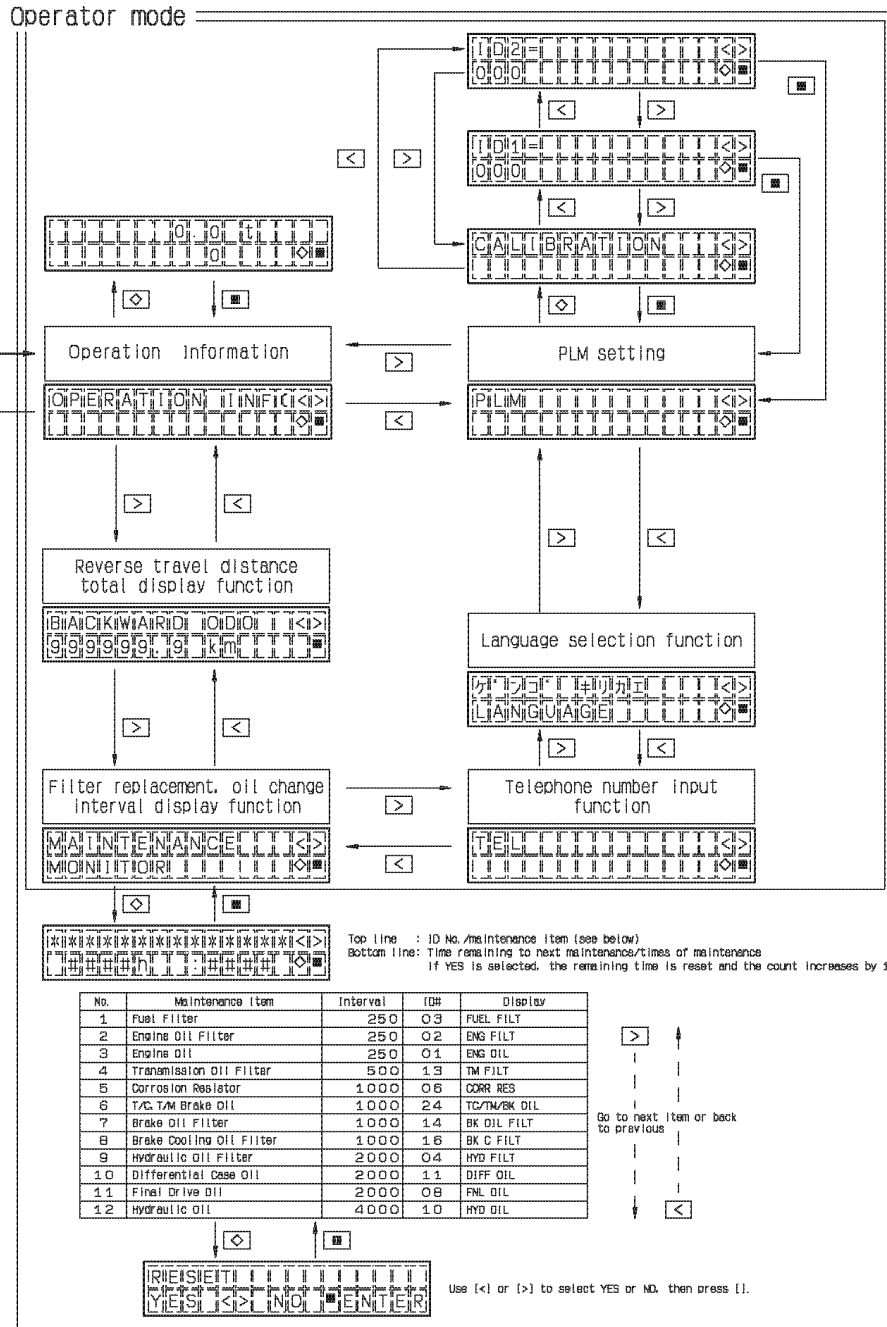 Operator mode
ID2= <>
000 ◇■
< >
■
< >
ID1= <>
000 ◇■
■
< >
0.0 t
0 ◇■
CALIBRATION <>
◇■
◇ ■
◇ ■
Operation Information
>
PLM setting
OPERATION INFO<>
◇■
<
PLM <>
◇■
> <
> <
Reverse travel distance
total display function
BACKWARD ODO <>
99999.9 km ■
Language selection function
ゲンゴ キリカエ <>
LANGUAGE ◇■
> <
> <
Filter replacement, oil change
interval display function
>
Telephone number input
function
MAINTENANCE <>
MONITOR ◇■
<
TEL <>
◇■
◇ ■
**************<>
####h :#### ◇■
Top line : ID No./maintenance item (see below)
Bottom line: Time remaining to next maintenance/times of maintenance
If YES is selected, the remaining time is reset and the count increases by 1
No. Maintenance item Interval ID# Display
1 Fuel Filter 250 03 FUEL FILT
2 Engine Oil Filter 250 02 ENG FILT
3 Engine Oil 250 01 ENG OIL
4 Transmission Oil Filter 500 13 TM FILT
5 Corrosion Resistor 1000 06 CORR RES
6 T/C, T/M Brake Oil 1000 24 TC/TM/BK OIL
7 Brake Oil Filter 1000 14 BK OIL FILT
8 Brake Cooling Oil Filter 1000 16 BK C FILT
9 Hydraulic Oil Filter 2000 04 HYD FILT
10 Differential Case Oil 2000 11 DIFF OIL
11 Final Drive Oil 2000 08 FNL OIL
12 Hydraulic Oil 4000 10 HYD OIL
>
Go to next item or back
to previous
<
◇ ■
RESET
YES <> NO ■ ENTER
Use [<] or [>] to select YES or NO, then press [].